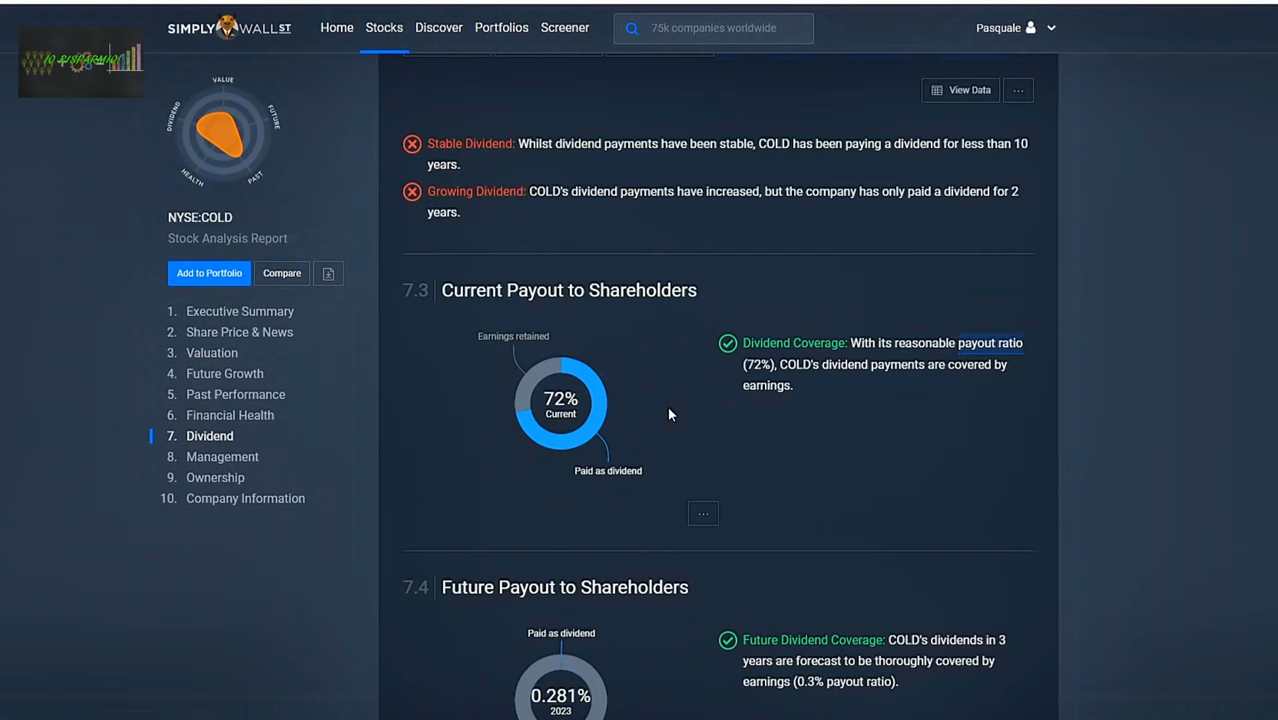 SIMPLY WALLST
Home Stocks Discover Portfolios Screener
75k companies worldwide
Pasquale
IO RISPARMIO!
VALUE
FUTURE
PAST
HEALTH
DIVIDEND
NYSE:COLD
Stock Analysis Report
Add to Portfolio
Compare
1. Executive Summary
2. Share Price & News
3. Valuation
4. Future Growth
5. Past Performance
6. Financial Health
7. Dividend
8. Management
9. Ownership
10. Company Information
View Data
...
Stable Dividend: Whilst dividend payments have been stable, COLD has been paying a dividend for less than 10
years.
Growing Dividend: COLD's dividend payments have increased, but the company has only paid a dividend for 2
years.
7.3 Current Payout to Shareholders
Earnings retained
72%
Current
Paid as dividend
Dividend Coverage: With its reasonable payout ratio
(72%), COLD's dividend payments are covered by
earnings.
...
7.4 Future Payout to Shareholders
Paid as dividend
0.281%
2023
Future Dividend Coverage: COLD's dividends in 3
years are forecast to be thoroughly covered by
earnings (0.3% payout ratio).